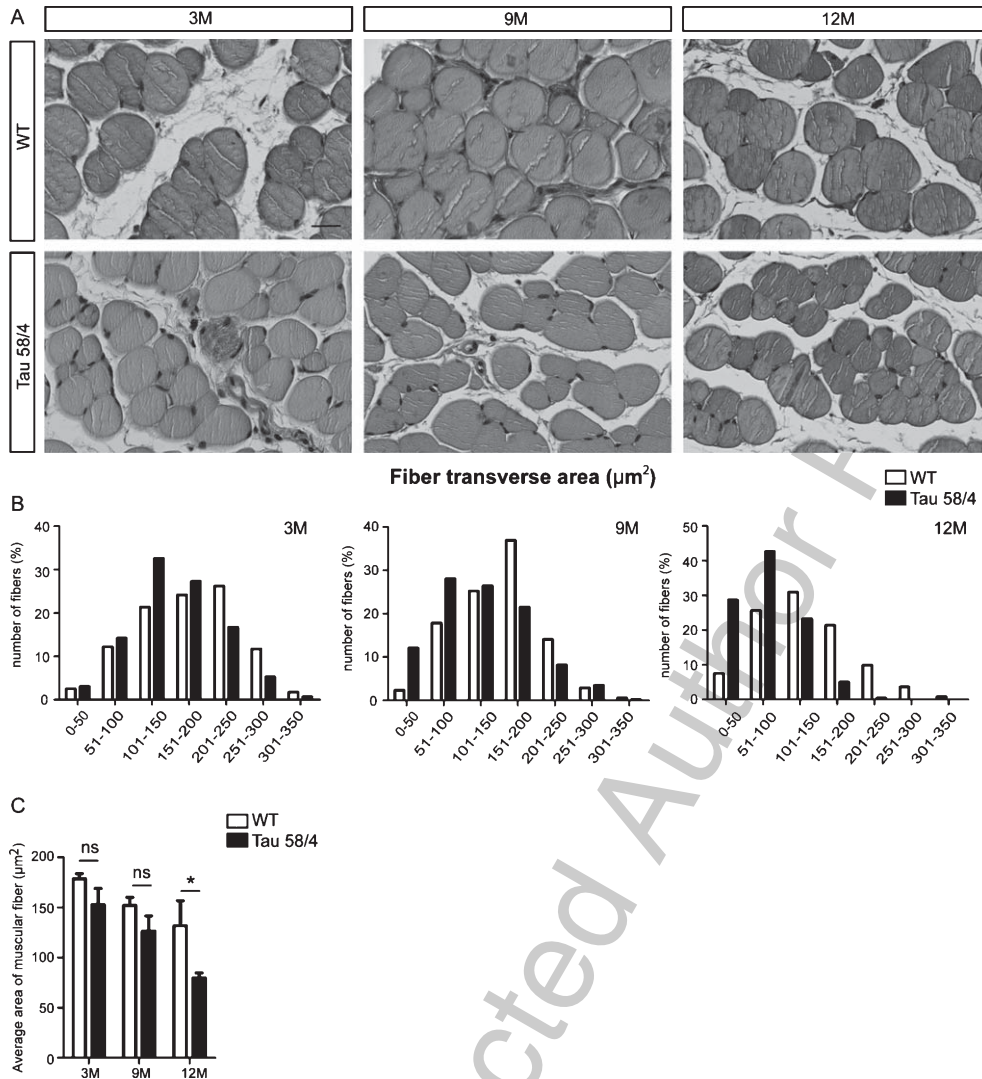 A
3M
9M
12M
WT
Tau 58/4
Fiber transverse area (µm²)
WT
Tau 58/4
B
3M
number of fibers (%)
40
30
20
10
0
0-50
51-100
101-150
151-200
201-250
251-300
301-350
9M
number of fibers (%)
40
30
20
10
0
0-50
51-100
101-150
151-200
201-250
251-300
301-350
12M
number of fibers (%)
50
40
30
20
10
0
0-50
51-100
101-150
151-200
201-250
251-300
301-350
C
WT
Tau 58/4
Average area of muscular fiber (µm²)
200
150
100
50
0
ns
ns
*
3M
9M
12M
cted Author